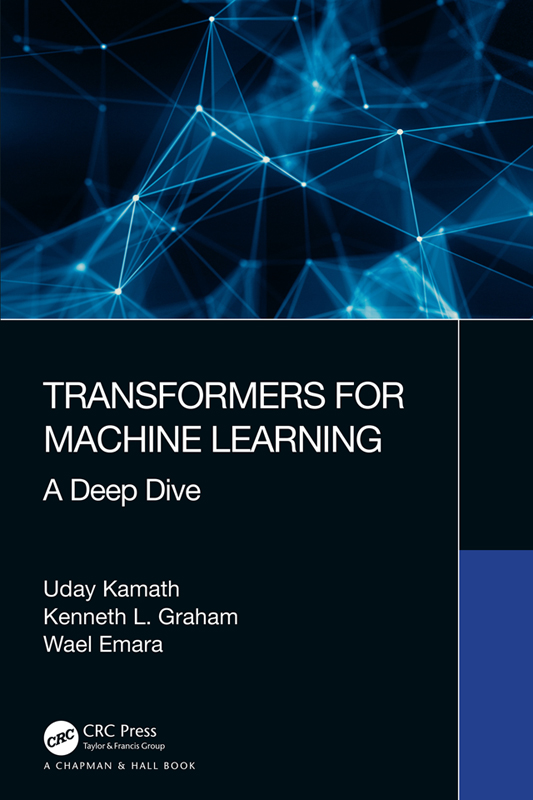 TRANSFORMERS FOR
MACHINE LEARNING
A Deep Dive
Uday Kamath
Kenneth L. Graham
Wael Emara
CRC
CRC Press
Taylor & Francis Group
A CHAPMAN & HALL BOOK